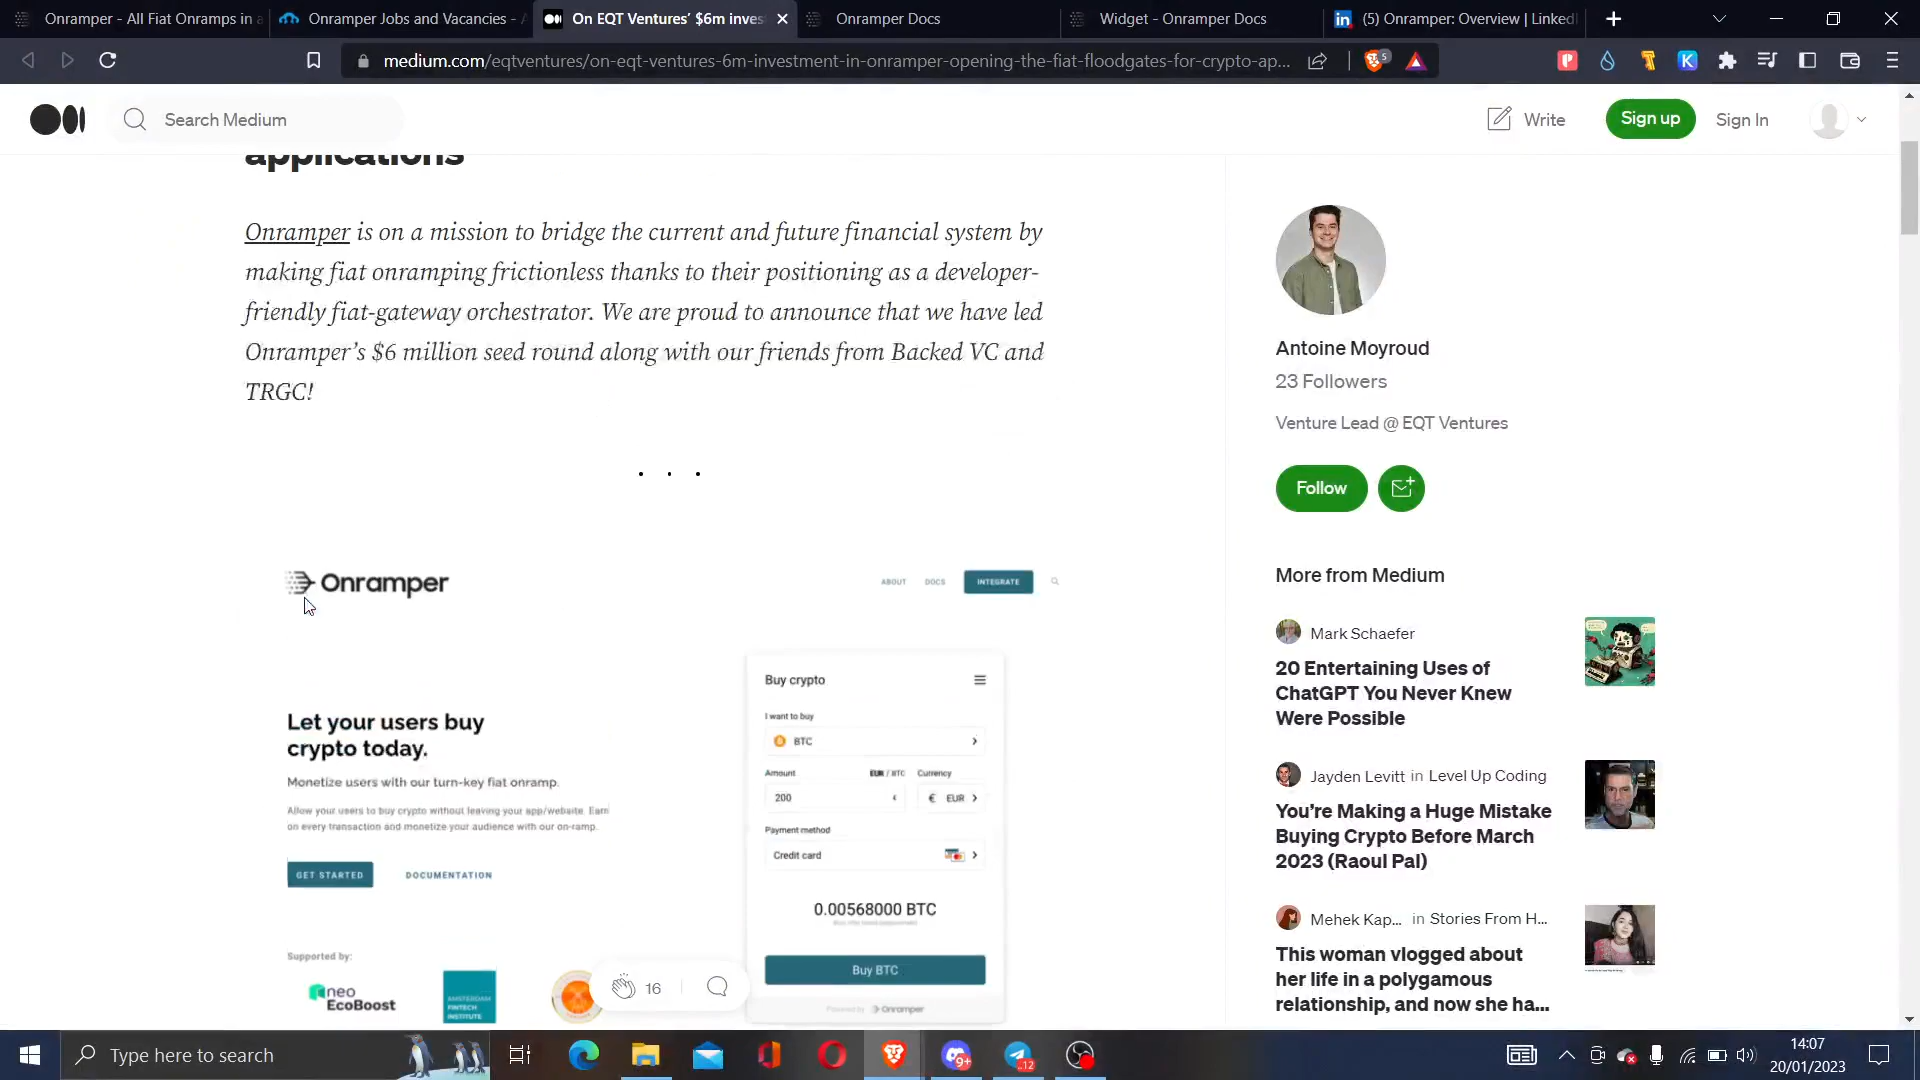 Onramper - All Fiat Onramps in a
Onramper Jobs and Vacancies -
On EQT Ventures' $6m inves
Onramper Docs
Widget - Onramper Docs
(5) Onramper: Overview | LinkedI
medium.com/eqtventures/on-eqt-ventures-6m-investment-in-onramper-opening-the-fiat-floodgates-for-crypto-ap...
5
Search Medium
Write
Sign up
Sign In
applications
Onramper is on a mission to bridge the current and future financial system by
making fiat onramping frictionless thanks to their positioning as a developer-
friendly fiat-gateway orchestrator. We are proud to announce that we have led
Onramper's $6 million seed round along with our friends from Backed VC and
TRGC!
. . .
Onramper
ABOUT
DOCS
INTEGRATE
Let your users buy
crypto today.
Monetize users with our turn-key fiat onramp.
Allow your users to buy crypto without leaving your app/website. Earn
on every transaction and monetize your audience with our on-ramp.
GET STARTED
DOCUMENTATION
Supported by:
neo
EcoBoost
AMSTERDAM
FINTECH
INSTITUTE
Buy crypto
I want to buy
BTC
Amount
EUR / BTC
Currency
200
€
€ EUR
Payment method
Credit card
0.00568000 BTC
Buy BTC
Powered by Onramper
16
Antoine Moyroud
23 Followers
Venture Lead @ EQT Ventures
Follow
More from Medium
Mark Schaefer
20 Entertaining Uses of
ChatGPT You Never Knew
Were Possible
Jayden Levitt in Level Up Coding
You're Making a Huge Mistake
Buying Crypto Before March
2023 (Raoul Pal)
Mehek Kap... in Stories From H...
This woman vlogged about
her life in a polygamous
relationship, and now she ha...
Type here to search
9+
12
14:07
20/01/2023